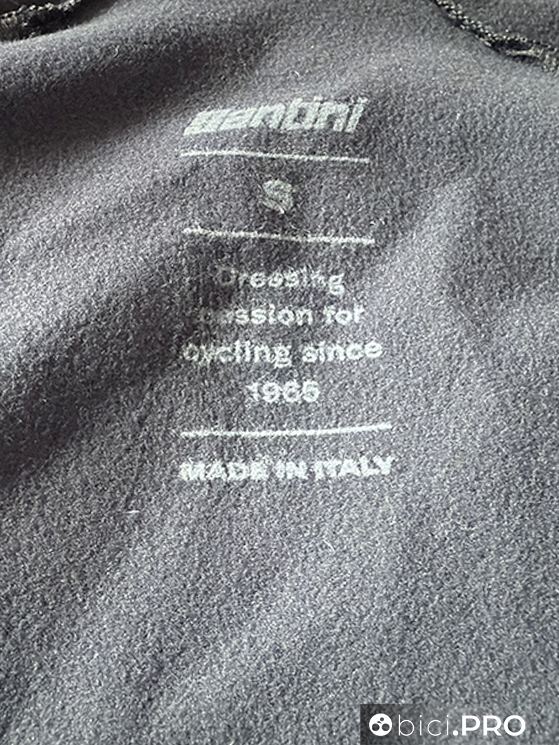 santini
S
Dressing
passion for
cycling since
1965
MADE IN ITALY
bici.PRO